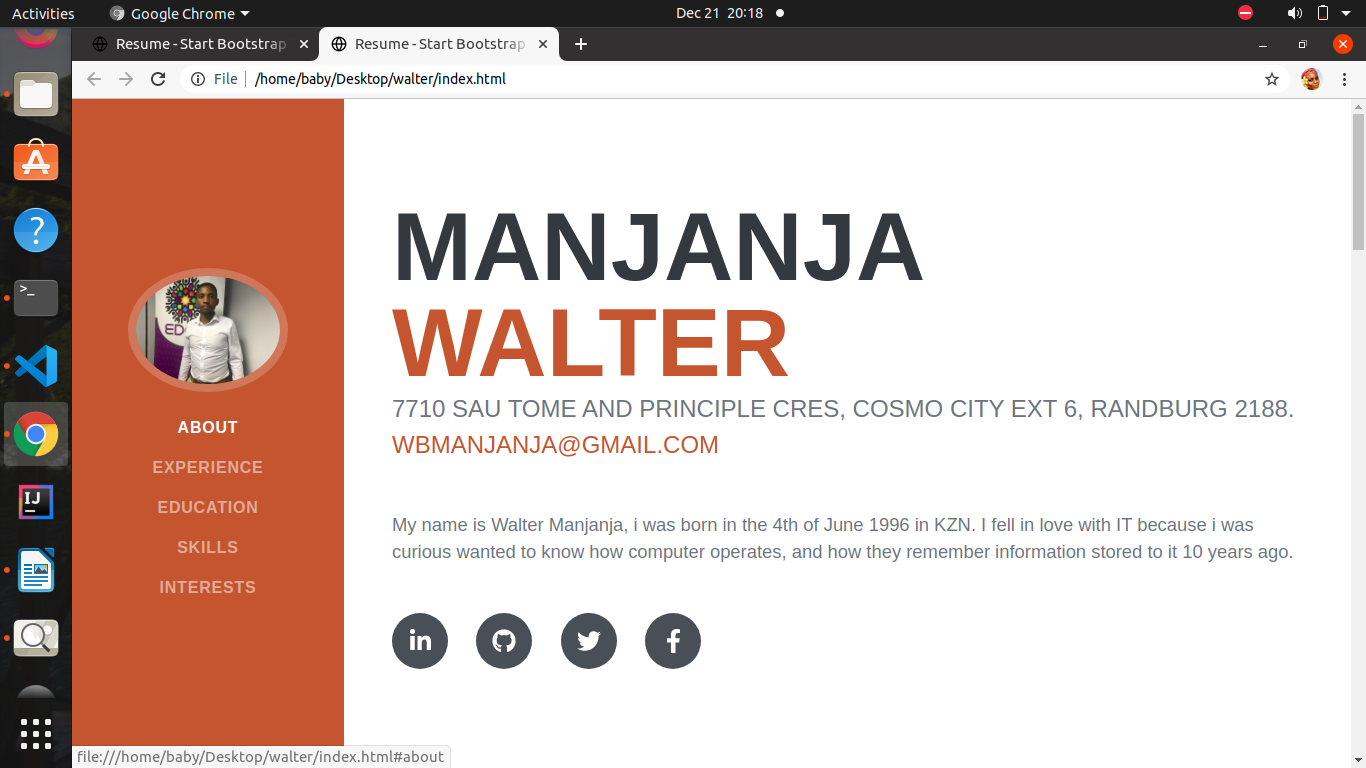 Activities Google Chrome Dec 21 20:18
Resume - Start Bootstrap Resume - Start Bootstrap
File /home/baby/Desktop/walter/index.html
MANJANJA
WALTER
7710 SAU TOME AND PRINCIPLE CRES, COSMO CITY EXT 6, RANDBURG 2188.
WBMANJANJA@GMAIL.COM
My name is Walter Manjanja, i was born in the 4th of June 1996 in KZN. I fell in love with IT because i was
curious wanted to know how computer operates, and how they remember information stored to it 10 years ago.
ABOUT
EXPERIENCE
EDUCATION
SKILLS
INTERESTS
file:///home/baby/Desktop/walter/index.html#about